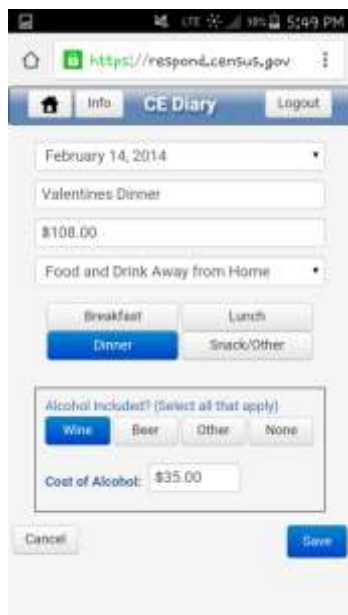 LTE 5:49 PM
https://respond.census.gov
Info CE Diary Logout
February 14, 2014
Valentines Dinner
$108.00
Food and Drink Away from Home
Breakfast Lunch
Dinner Snack/Other
Alcohol Included? (Select all that apply)
Wine Beer Other None
Cost of Alcohol: $35.00
Cancel Save